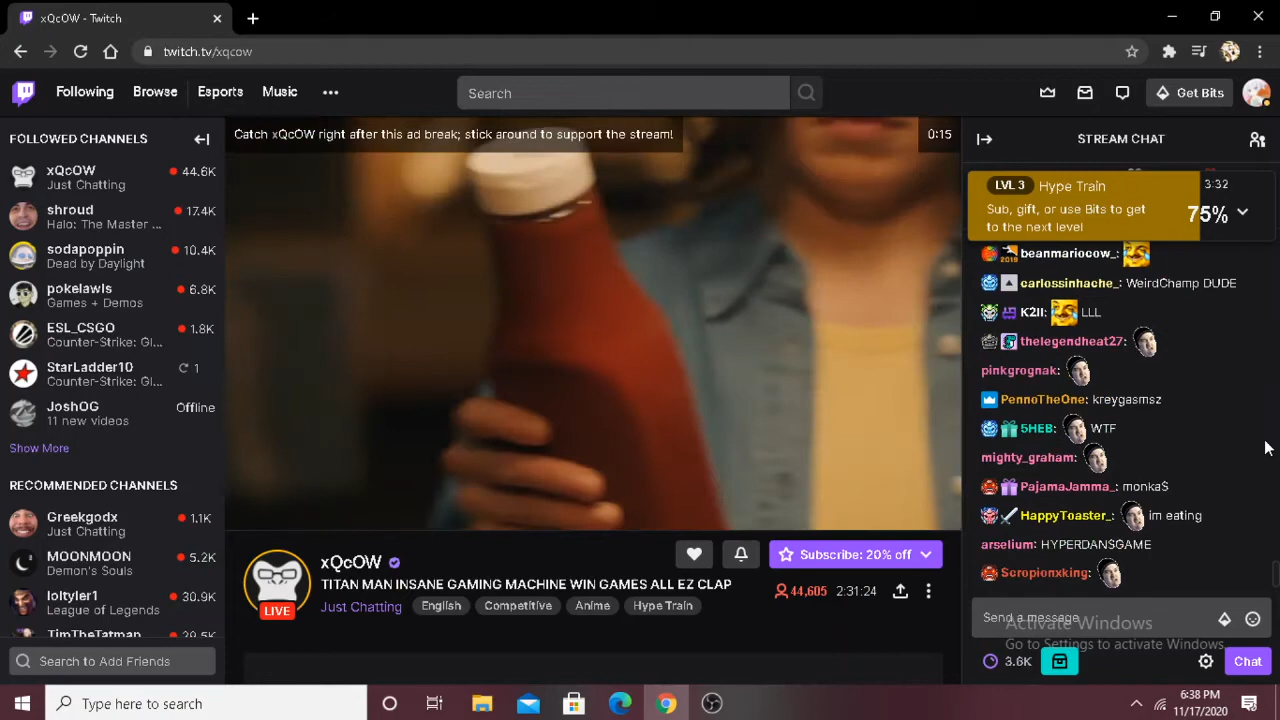 xQcOW - Twitch
twitch.tv/xqcow
Following
Browse
Esports
Music
Search
Get Bits
FOLLOWED CHANNELS
xQcOW
44.6K
Just Chatting
shroud
17.4K
Halo: The Master ...
sodapoppin
10.4K
Dead by Daylight
pokelawls
6.8K
Games + Demos
ESL_CSGO
1.8K
Counter-Strike: Gl...
StarLadder10
1
Counter-Strike: Gl...
JoshOG
Offline
11 new videos
Show More
RECOMMENDED CHANNELS
Greekgodx
1.1K
Just Chatting
MOONMOON
5.2K
Demon's Souls
loltyler1
30.9K
League of Legends
TimTheTatman
Search to Add Friends
Catch xQcOW right after this ad break; stick around to support the stream!
0:15
xQcOW
LIVE
TITAN MAN INSANE GAMING MACHINE WIN GAMES ALL EZ CLAP
Just Chatting
English
Competitive
Anime
Hype Train
Subscribe: 20% off
44,605
2:31:24
STREAM CHAT
LVL 3 Hype Train
3:32
Sub, gift, or use Bits to get
to the next level
75%
beanmariocow_:
carlossinhache_: WeirdChamp DUDE
K2II: LLL
thelegendheat27:
pinkgrognak:
PennoTheOne: kreygasmsz
5HEB: WTF
mighty_graham:
PajamaJamma_: monkaS
HappyToaster_: im eating
arselium: HYPERDANSGAME
Scropionxking:
Send a message
Activate Windows
Go to Settings to activate Windows.
3.6K
Chat
Type here to search
6:38 PM
11/17/2020